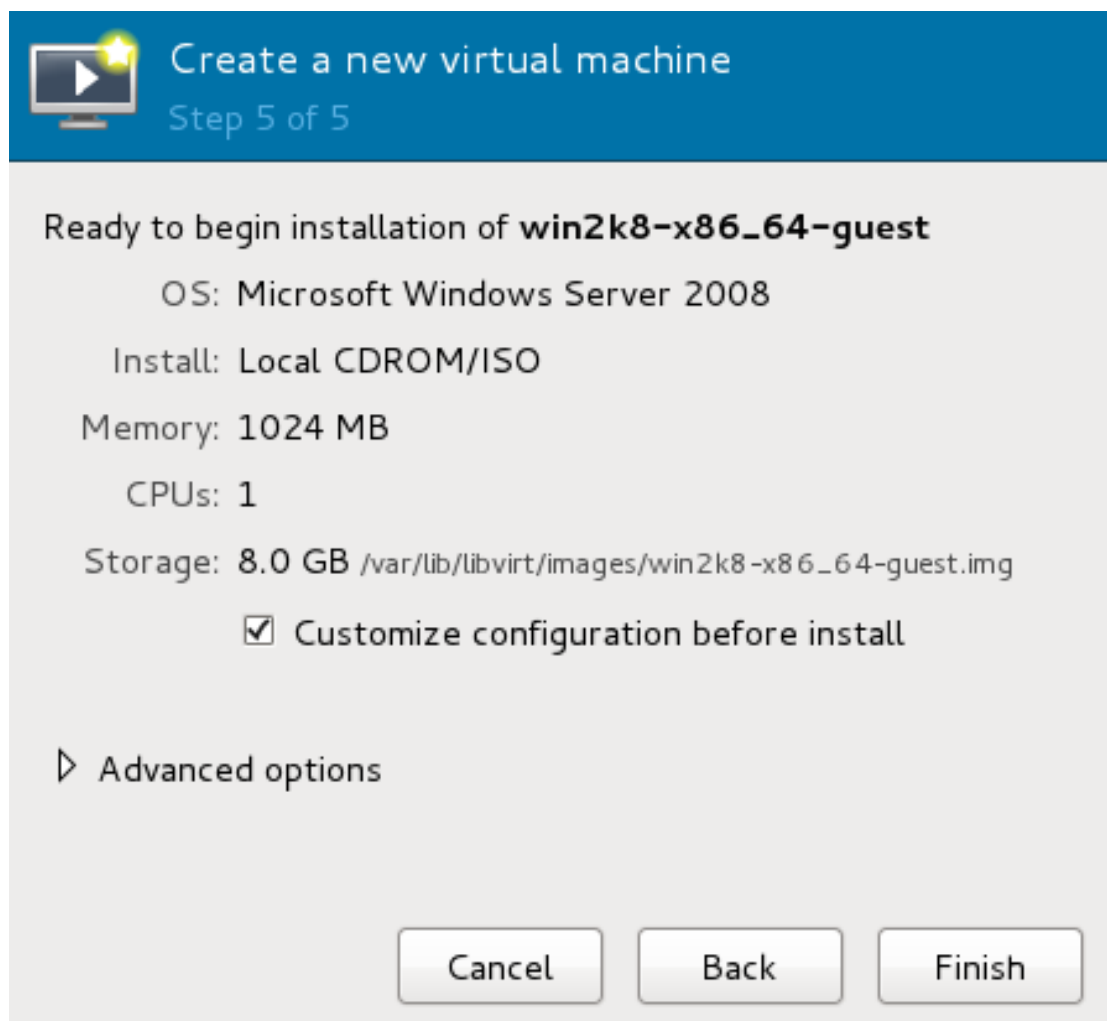 Create a new virtual machine
Step 5 of 5
Ready to begin installation of win2k8-x86_64-guest
OS: Microsoft Windows Server 2008
Install: Local CDROM/ISO
Memory: 1024 MB
CPUs: 1
Storage: 8.0 GB /var/lib/libvirt/images/win2k8-x86_64-guest.img
Customize configuration before install
Advanced options
Cancel Back Finish